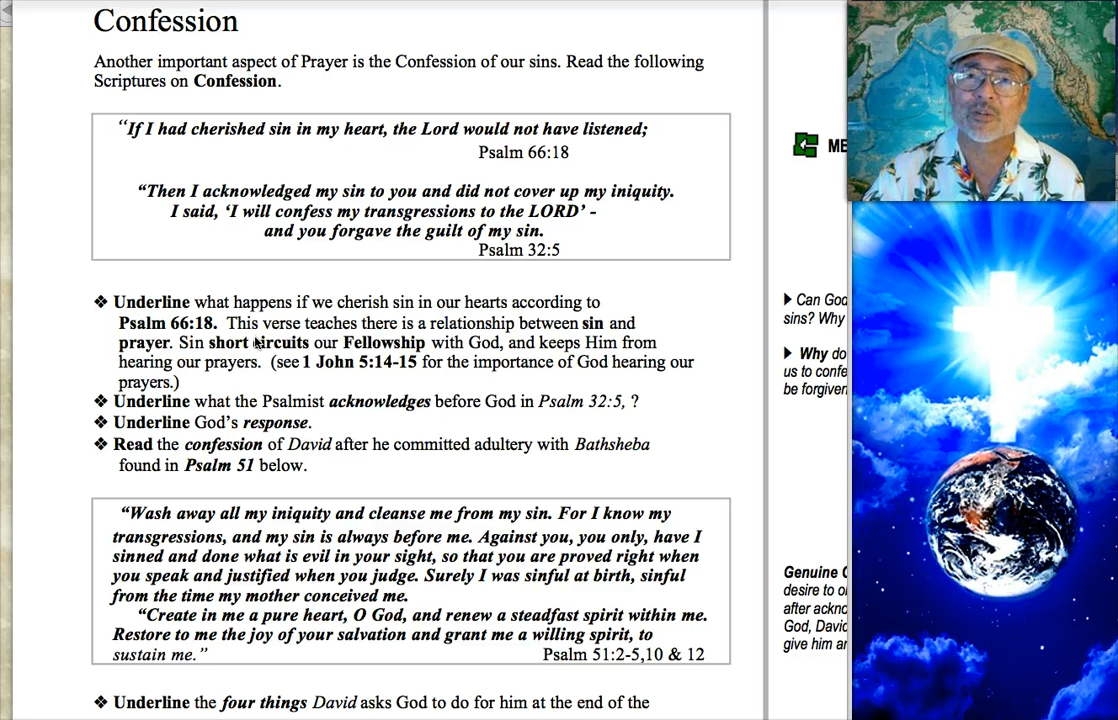 Confession
Another important aspect of Prayer is the Confession of our sins. Read the following
Scriptures on Confession.
“If I had cherished sin in my heart, the Lord would not have listened;
Psalm 66:18
“Then I acknowledged my sin to you and did not cover up my iniquity.
I said, ‘I will confess my transgressions to the LORD’ -
and you forgave the guilt of my sin.
Psalm 32:5
❖ Underline what happens if we cherish sin in our hearts according to
Psalm 66:18. This verse teaches there is a relationship between sin and
prayer. Sin short circuits our Fellowship with God, and keeps Him from
hearing our prayers. (see 1 John 5:14-15 for the importance of God hearing our
prayers.)
❖ Underline what the Psalmist acknowledges before God in Psalm 32:5, ?
❖ Underline God’s response.
❖ Read the confession of David after he committed adultery with Bathsheba
found in Psalm 51 below.
“Wash away all my iniquity and cleanse me from my sin. For I know my
transgressions, and my sin is always before me. Against you, you only, have I
sinned and done what is evil in your sight, so that you are proved right when
you speak and justified when you judge. Surely I was sinful at birth, sinful
from the time my mother conceived me.
“Create in me a pure heart, O God, and renew a steadfast spirit within me.
Restore to me the joy of your salvation and grant me a willing spirit, to
sustain me.” Psalm 51:2-5,10 & 12
❖ Underline the four things David asks God to do for him at the end of the
ME
Can God
sins? Why
Why do
us to confe
be forgiven
Genuine C
desire to o
after ackno
God, David
give him an